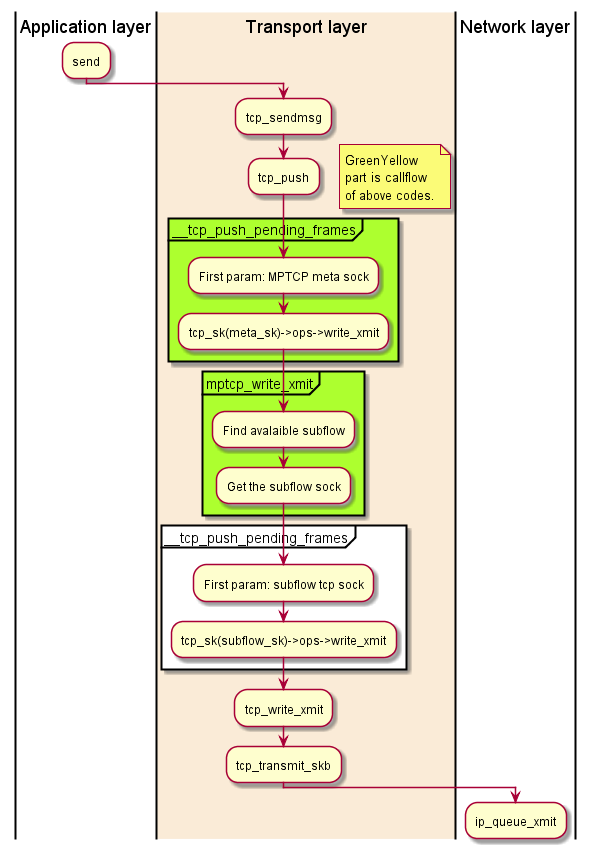 Application layer
Transport layer
Network layer
send
tcp_sendmsg
tcp_push
GreenYellow
part is callflow
of above codes.
__tcp_push_pending_frames
First param: MPTCP meta sock
tcp_sk(meta_sk)->ops->write_xmit
mptcp_write_xmit
Find avalaible subflow
Get the subflow sock
__tcp_push_pending_frames
First param: subflow tcp sock
tcp_sk(subflow_sk)->ops->write_xmit
tcp_write_xmit
tcp_transmit_skb
ip_queue_xmit